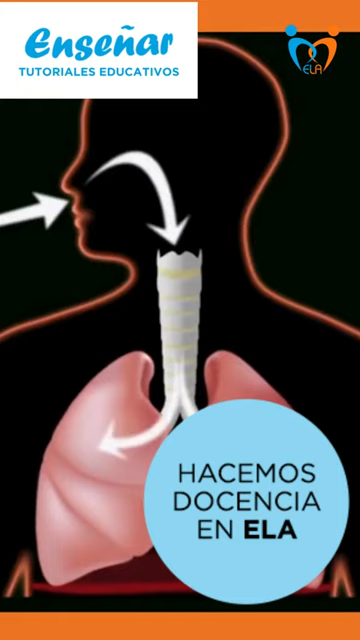 Enseñar
TUTORIALES EDUCATIVOS
ELA
HACEMOS
DOCENCIA
EN ELA